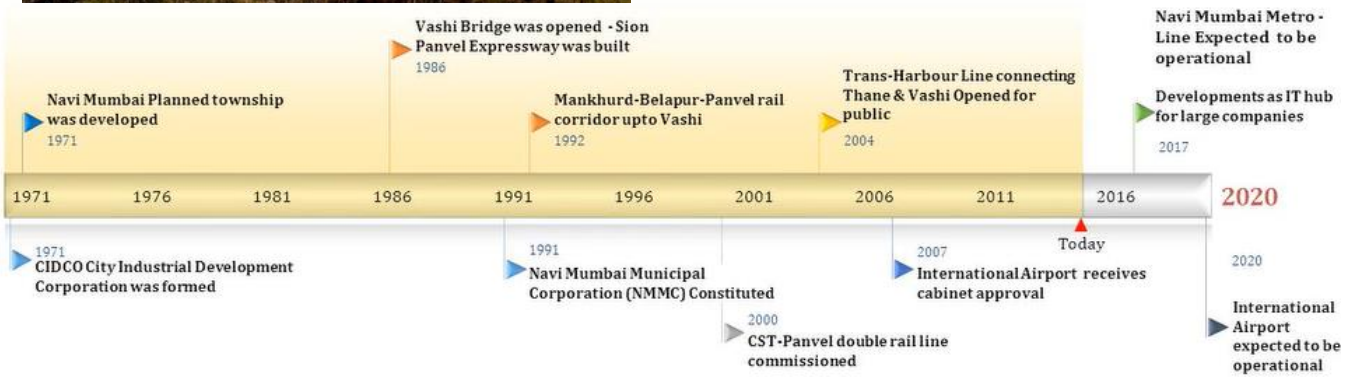 Vashi Bridge was opened - Sion
Panvel Expressway was built
1986
Navi Mumbai Metro -
Line Expected to be
operational
Navi Mumbai Planned township
was developed
1971
Mankhurd-Belapur-Panvel rail
corridor upto Vashi
1992
Trans-Harbour Line connecting
Thane & Vashi Opened for
public
2004
Developments as IT hub
for large companies
2017
1971 1976 1981 1986 1991 1996 2001 2006 2011 2016 2020
Today
1971
CIDCO City Industrial Development
Corporation was formed
1991
Navi Mumbai Municipal
Corporation (NMMC) Constituted
2000
CST-Panvel double rail line
commissioned
2007
International Airport receives
cabinet approval
2020
International
Airport
expected to be
operational